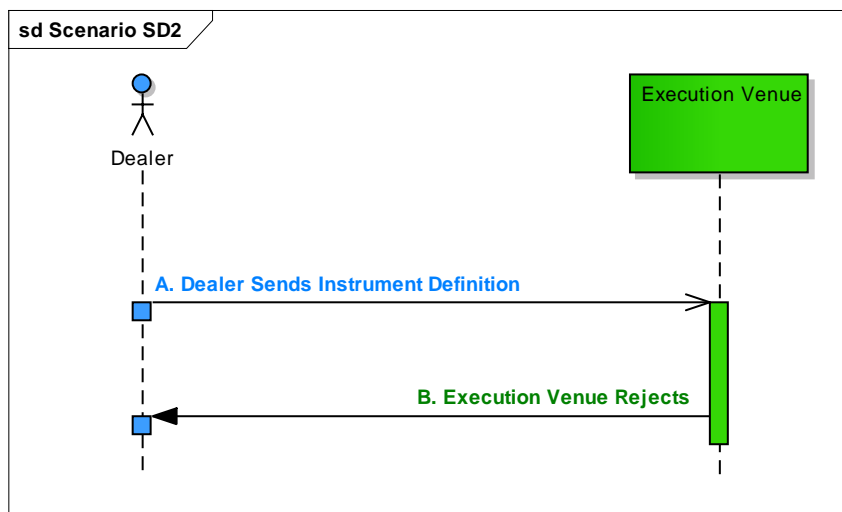 sd Scenario SD2
Dealer
Execution Venue
A. Dealer Sends Instrument Definition
B. Execution Venue Rejects